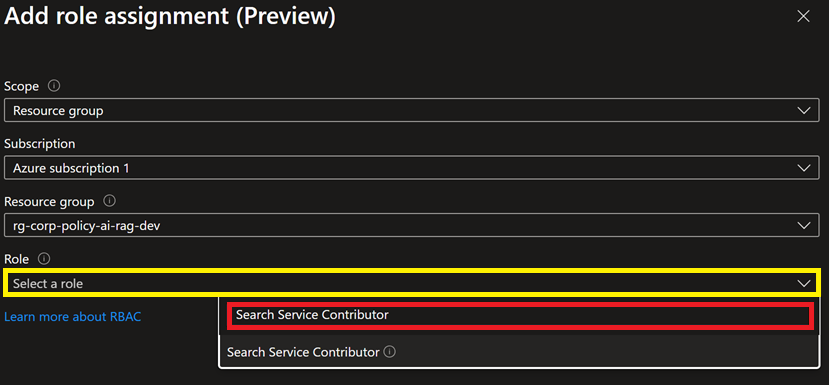 Add role assignment (Preview)
Scope
Resource group
Subscription
Azure subscription 1
Resource group
rg-corp-policy-ai-rag-dev
Role
Select a role
Learn more about RBAC
Search Service Contributor
Search Service Contributor